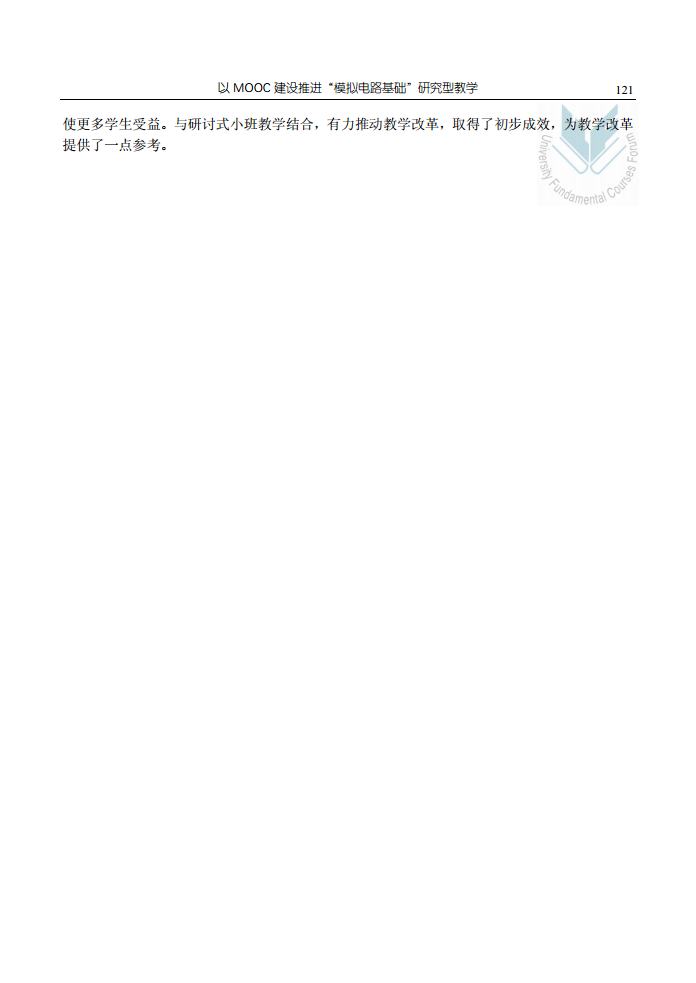 以 MOOC 建设推进“模拟电路基础”研究型教学 121
使更多学生受益。与研讨式小班教学结合，有力推动教学改革，取得了初步成效，为教学改革
提供了一点参考。
University Fundamental Courses Forum